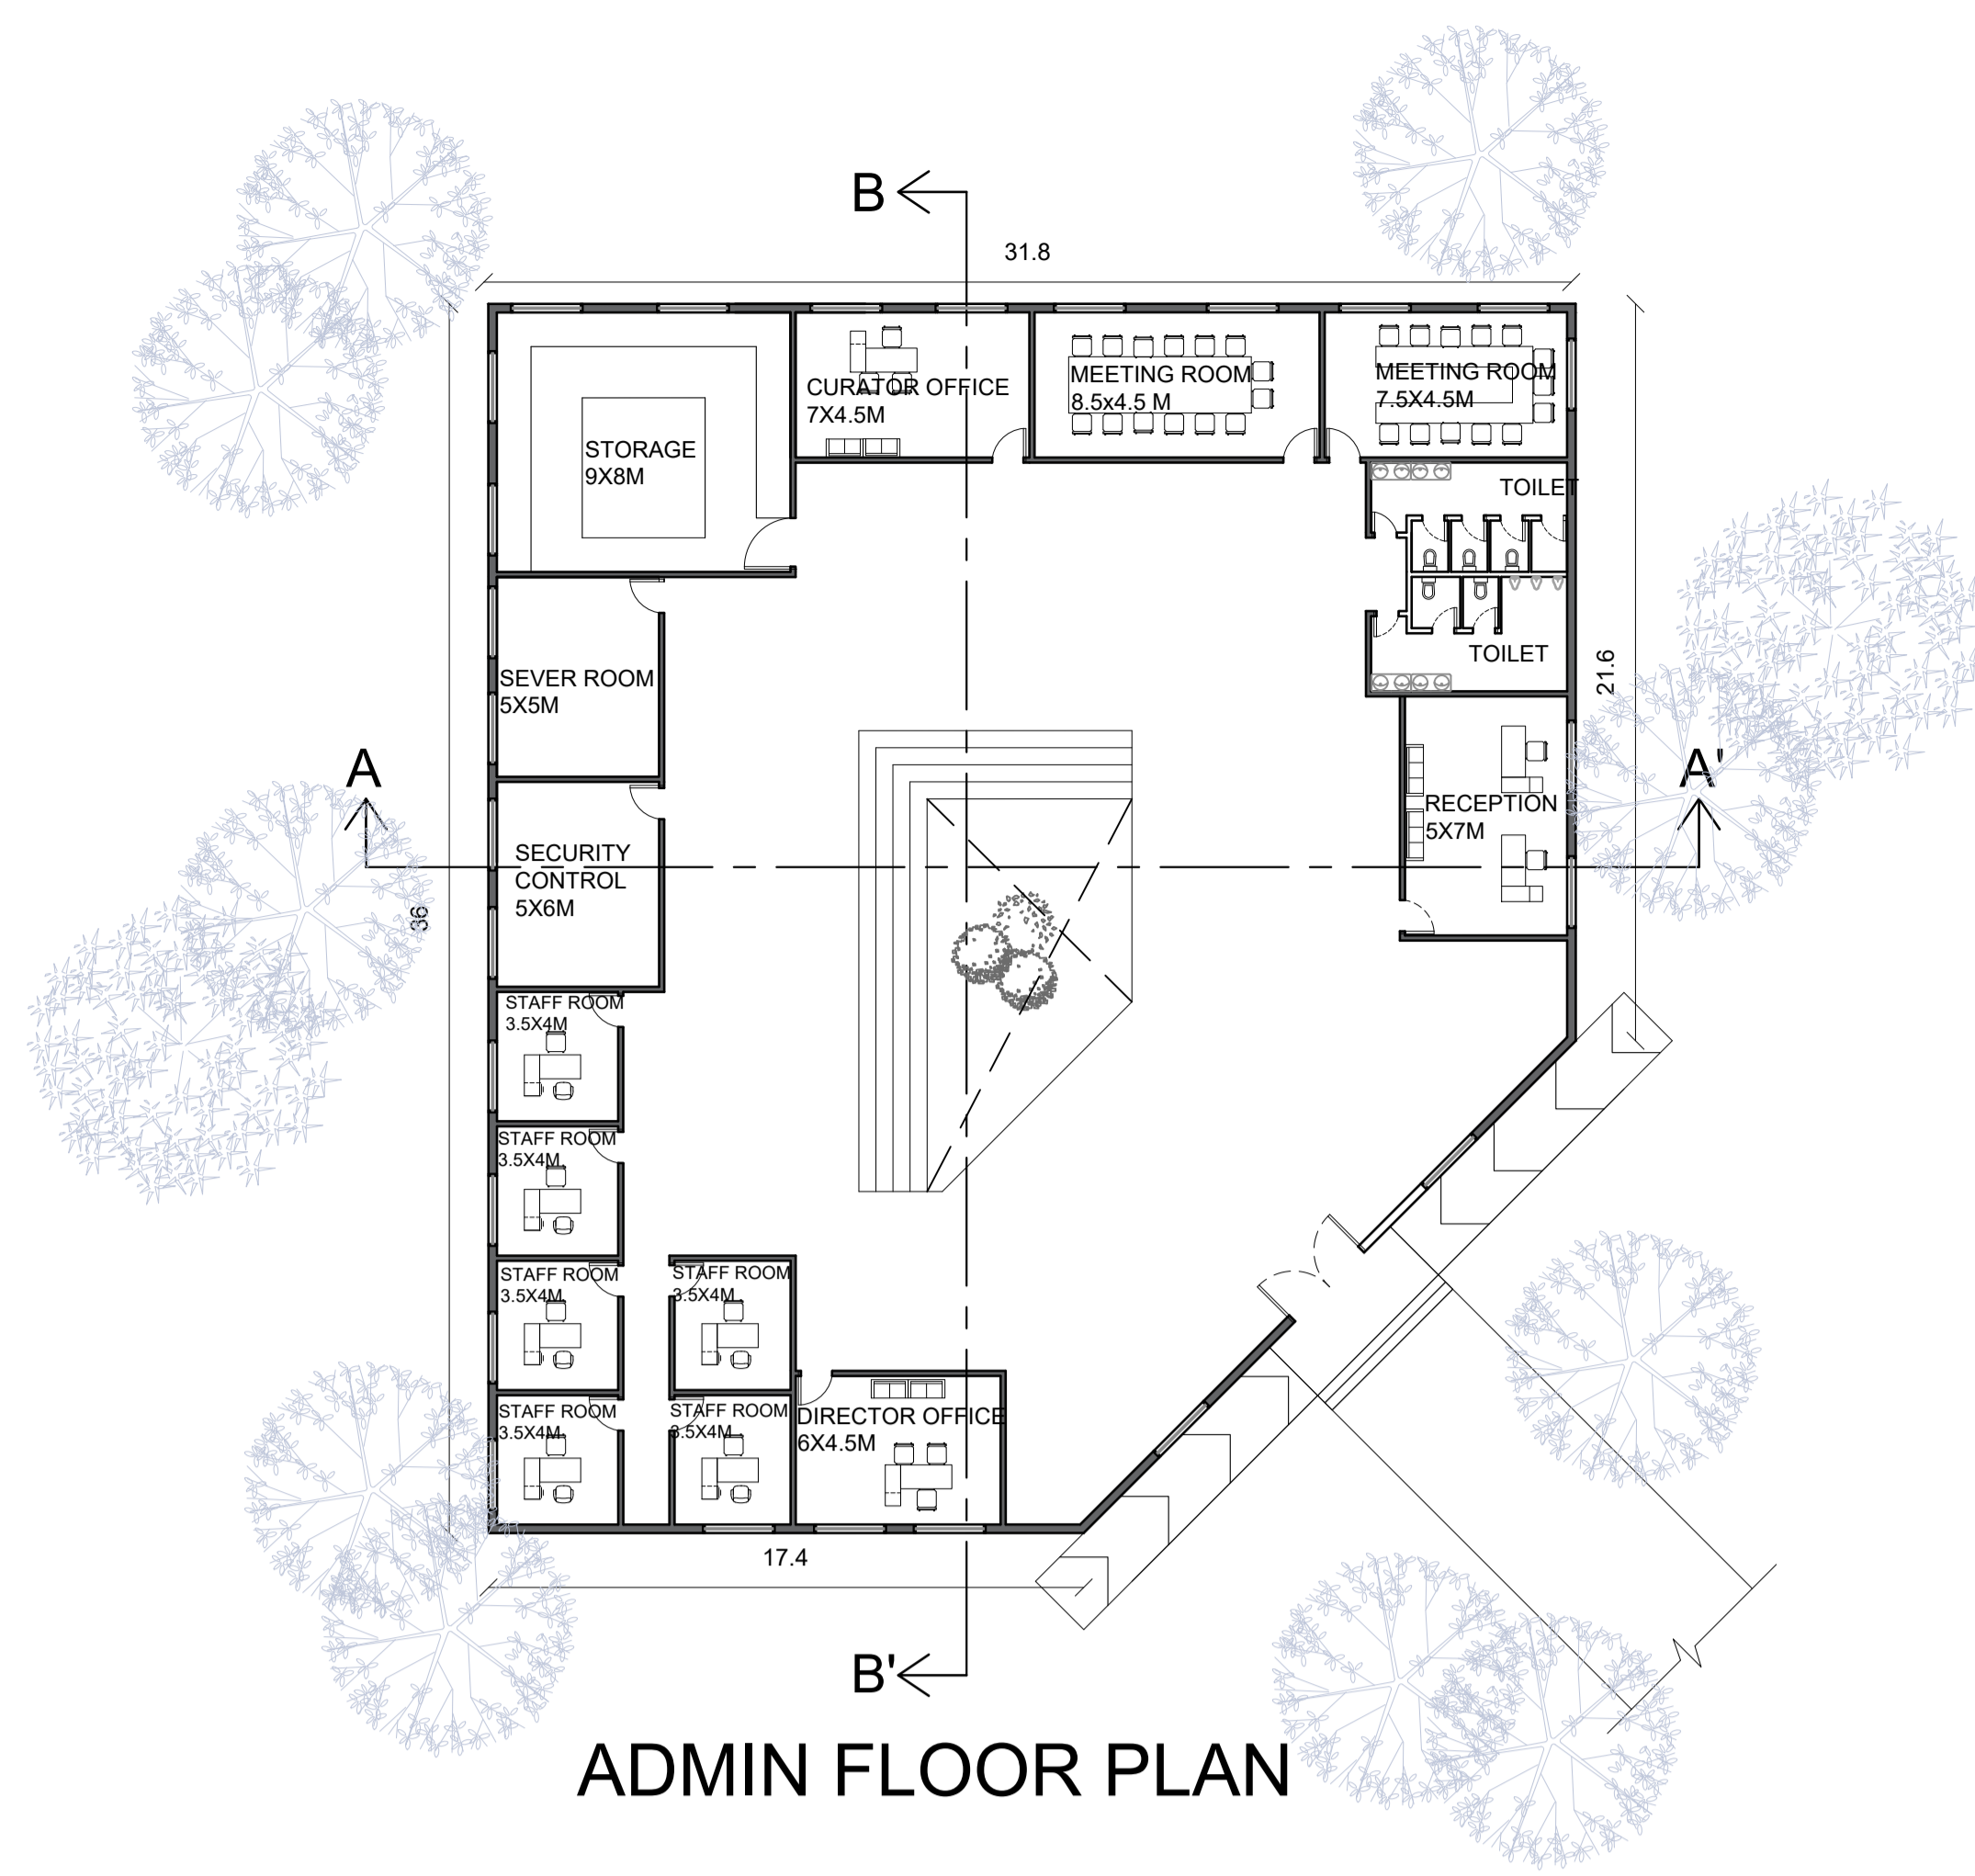 B
31.8
CURATOR OFFICE
7X4.5M
MEETING ROOM
8.5x4.5 M
MEETING ROOM
7.5X4.5M
STORAGE
9X8M
TOILET
TOILET
SEVER ROOM
5X5M
21.6
A
A'
RECEPTION
5X7M
SECURITY
CONTROL
5X6M
36
STAFF ROOM
3.5X4M
STAFF ROOM
3.5X4M
STAFF ROOM
3.5X4M
STAFF ROOM
3.5X4M
STAFF ROOM
3.5X4M
STAFF ROOM
3.5X4M
DIRECTOR OFFICE
6X4.5M
17.4
B'
ADMIN FLOOR PLAN